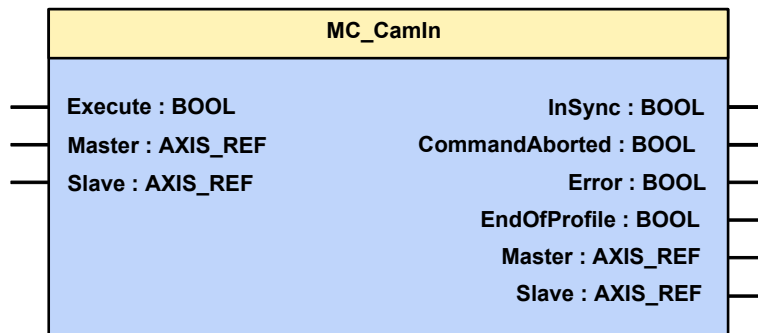 MC_CamIn
Execute : BOOL
InSync : BOOL
Master : AXIS_REF
CommandAborted : BOOL
Slave : AXIS_REF
Error : BOOL
EndOfProfile : BOOL
Master : AXIS_REF
Slave : AXIS_REF